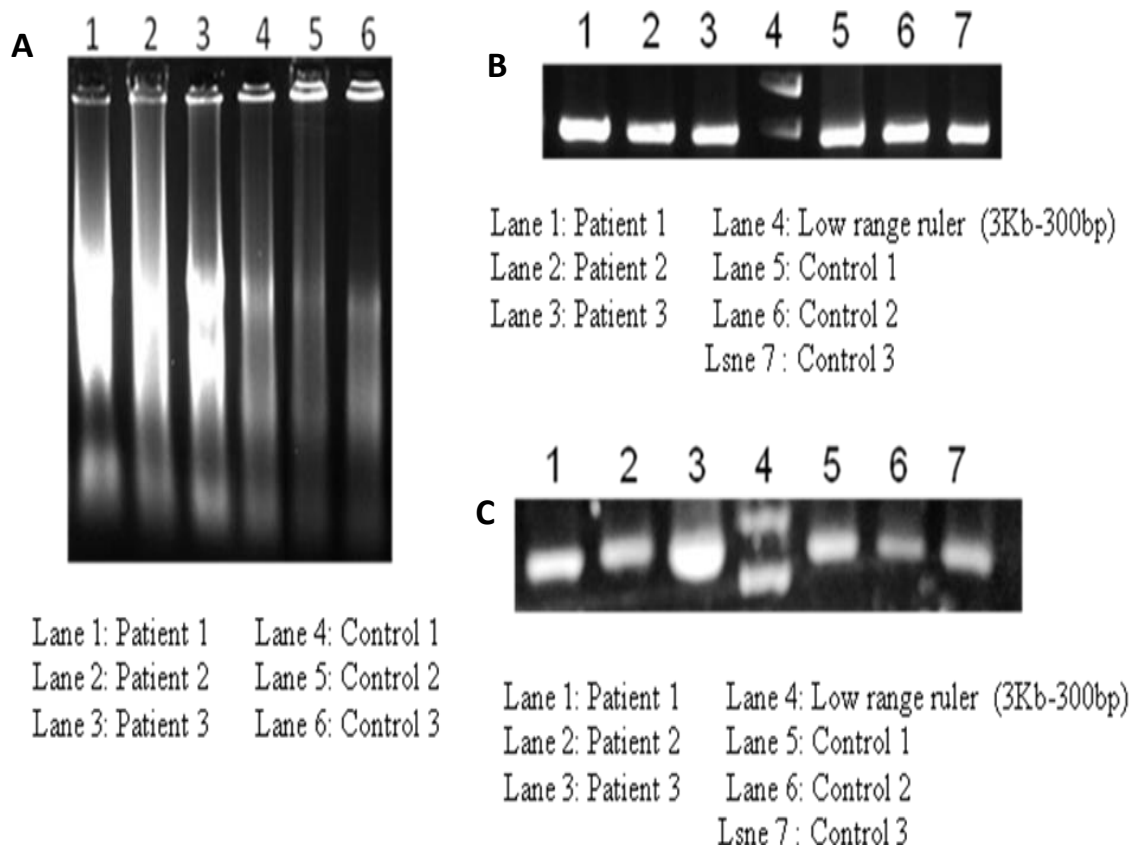 A
1 2 3 4 5 6
Lane 1: Patient 1 Lane 4: Control 1
Lane 2: Patient 2 Lane 5: Control 2
Lane 3: Patient 3 Lane 6: Control 3
B
1 2 3 4 5 6 7
Lane 1: Patient 1 Lane 4: Low range ruler (3Kb-300bp)
Lane 2: Patient 2 Lane 5: Control 1
Lane 3: Patient 3 Lane 6: Control 2
Lsne 7 : Control 3
C
1 2 3 4 5 6 7
Lane 1: Patient 1 Lane 4: Low range ruler (3Kb-300bp)
Lane 2: Patient 2 Lane 5: Control 1
Lane 3: Patient 3 Lane 6: Control 2
Lsne 7 : Control 3